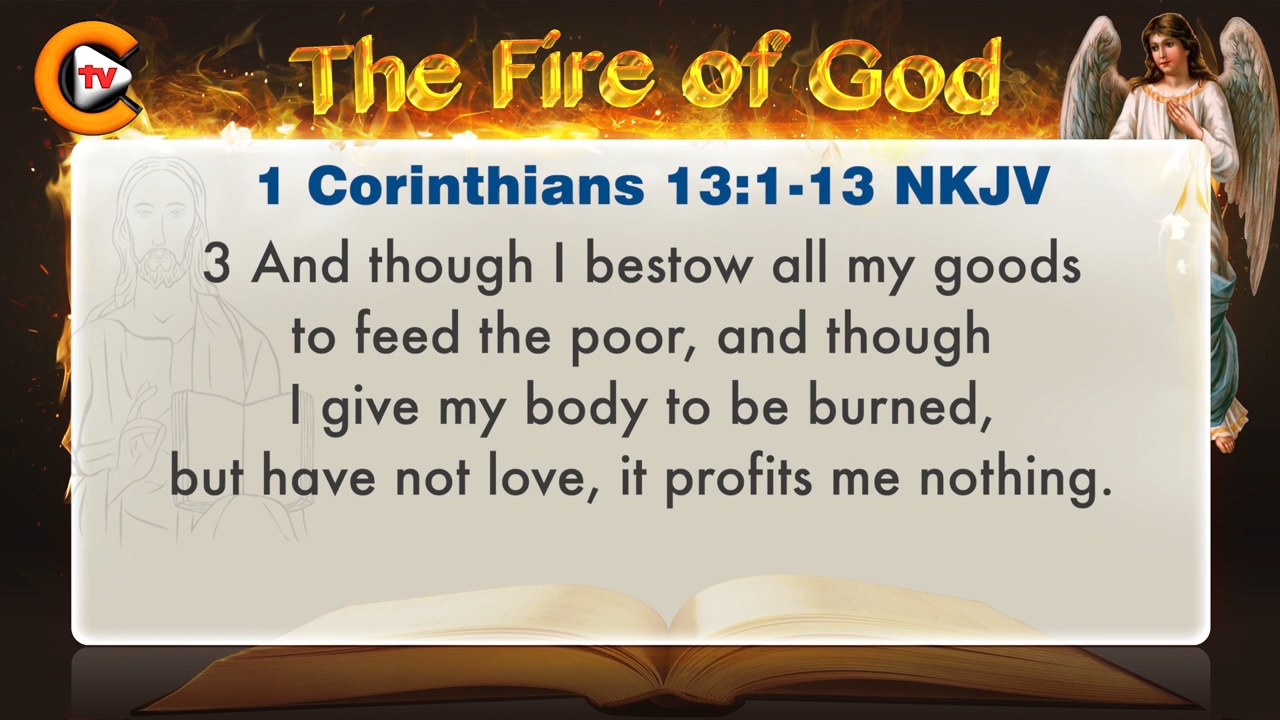 tv
The Fire of God
1 Corinthians 13:1-13 NKJV
3 And though I bestow all my goods
to feed the poor, and though
I give my body to be burned,
but have not love, it profits me nothing.